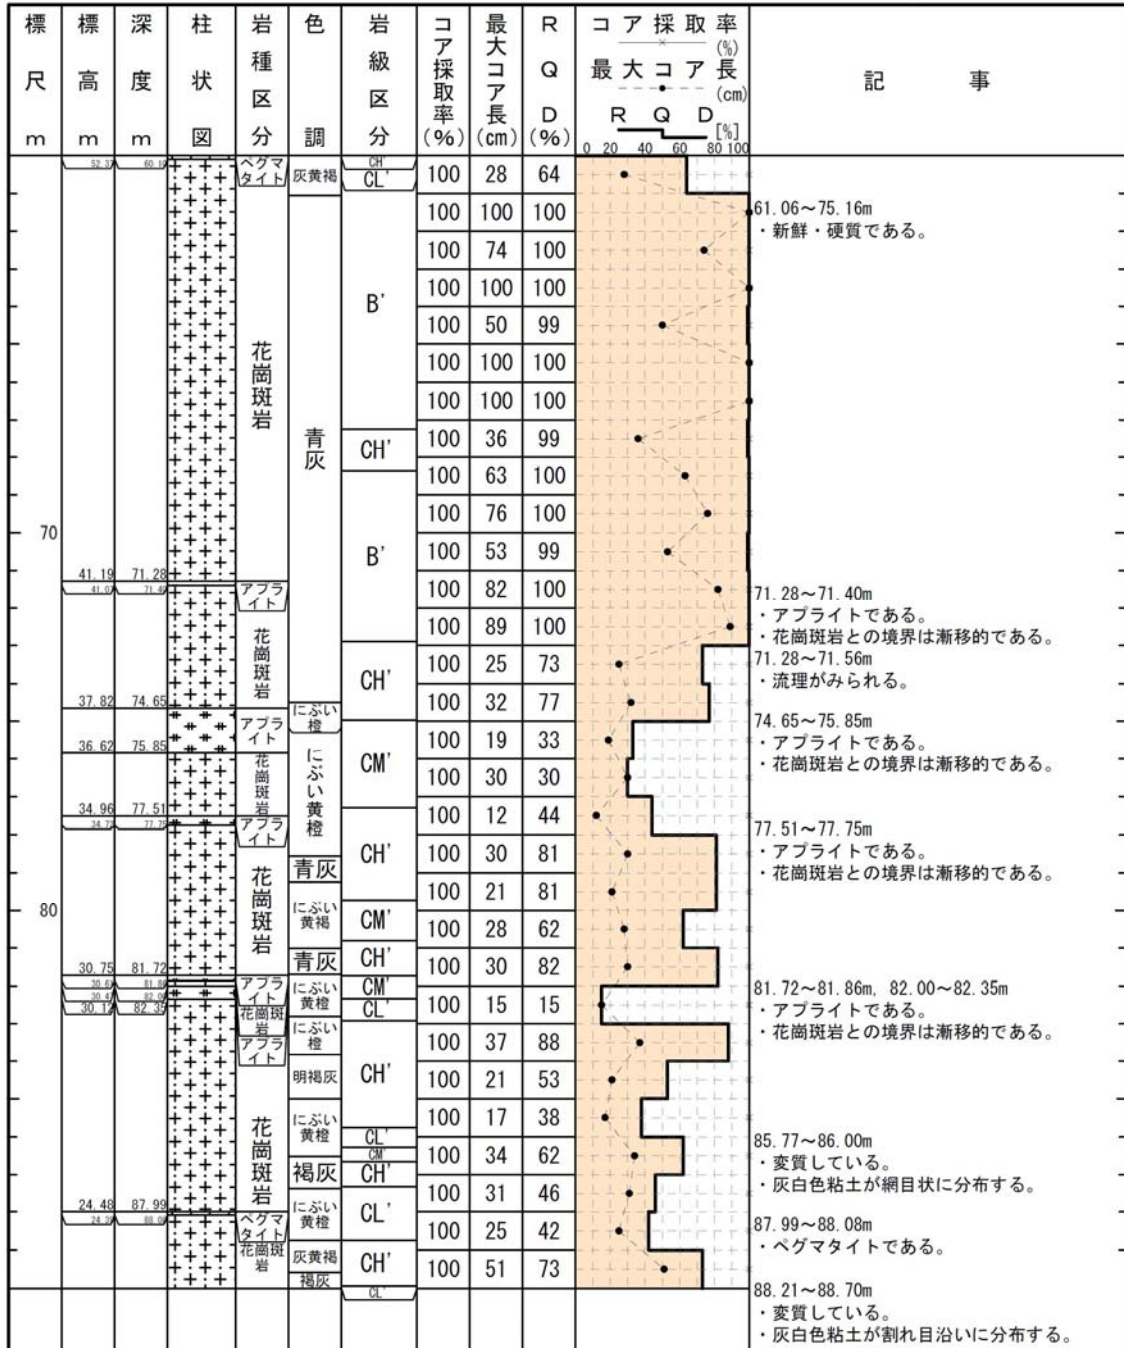 標尺 m
標高 m
深度 m
柱状図
岩種区分
色調
岩級区分
コア採取率(%)
最大コア長(cm)
RQD(%)
コア採取率
(%)
最大コア長
(cm)
RQD
[%]
0 20 40 60 80 100
記事
70
80
52.37 60.19
41.19 71.28
71.40
37.82 74.65
36.62 75.85
34.96 77.51
77.75
30.75 81.72
81.86
82.00
30.12 82.35
24.48 87.99
88.08
ペグマタイト
花崗斑岩
アプライト
花崗斑岩
アプライト
花崗斑岩
アプライト
花崗斑岩
アプライト
花崗斑岩
アプライト
花崗斑岩
ペグマタイト
花崗斑岩
灰黄褐
青灰
にぶい橙
にぶい黄橙
青灰
にぶい黄褐
青灰
にぶい黄橙
にぶい橙
明褐灰
にぶい黄橙
褐灰
にぶい黄橙
灰黄褐
褐灰
CH'
CL'
B'
CH'
B'
CH'
CM'
CH'
CM'
CH'
CM'
CL'
CH'
CL'
CM'
CH'
CL'
CH'
CL'
100 28 64
100 100 100
100 74 100
100 100 100
100 50 99
100 100 100
100 100 100
100 36 99
100 63 100
100 76 100
100 53 99
100 82 100
100 89 100
100 25 73
100 32 77
100 19 33
100 30 30
100 12 44
100 30 81
100 21 81
100 28 62
100 30 82
100 15 15
100 37 88
100 21 53
100 17 38
100 34 62
100 31 46
100 25 42
100 51 73
61.06～75.16m
・新鮮・硬質である。
71.28～71.40m
・アプライトである。
・花崗斑岩との境界は漸移的である。
71.28～71.56m
・流理がみられる。
74.65～75.85m
・アプライトである。
・花崗斑岩との境界は漸移的である。
77.51～77.75m
・アプライトである。
・花崗斑岩との境界は漸移的である。
81.72～81.86m, 82.00～82.35m
・アプライトである。
・花崗斑岩との境界は漸移的である。
85.77～86.00m
・変質している。
・灰白色粘土が網目状に分布する。
87.99～88.08m
・ペグマタイトである。
88.21～88.70m
・変質している。
・灰白色粘土が割れ目沿いに分布する。